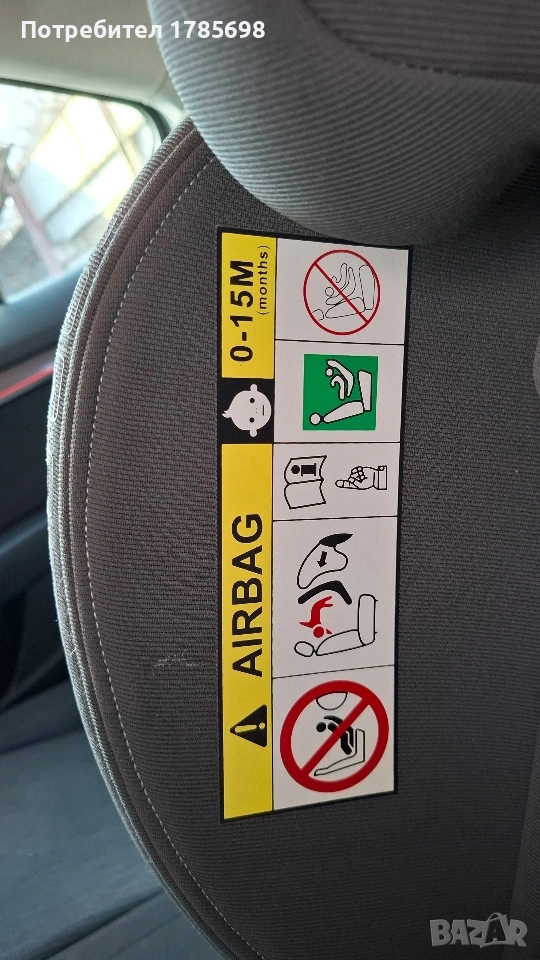 Потребител 1785698
0-15M
(months)
AIRBAG
BAZAR